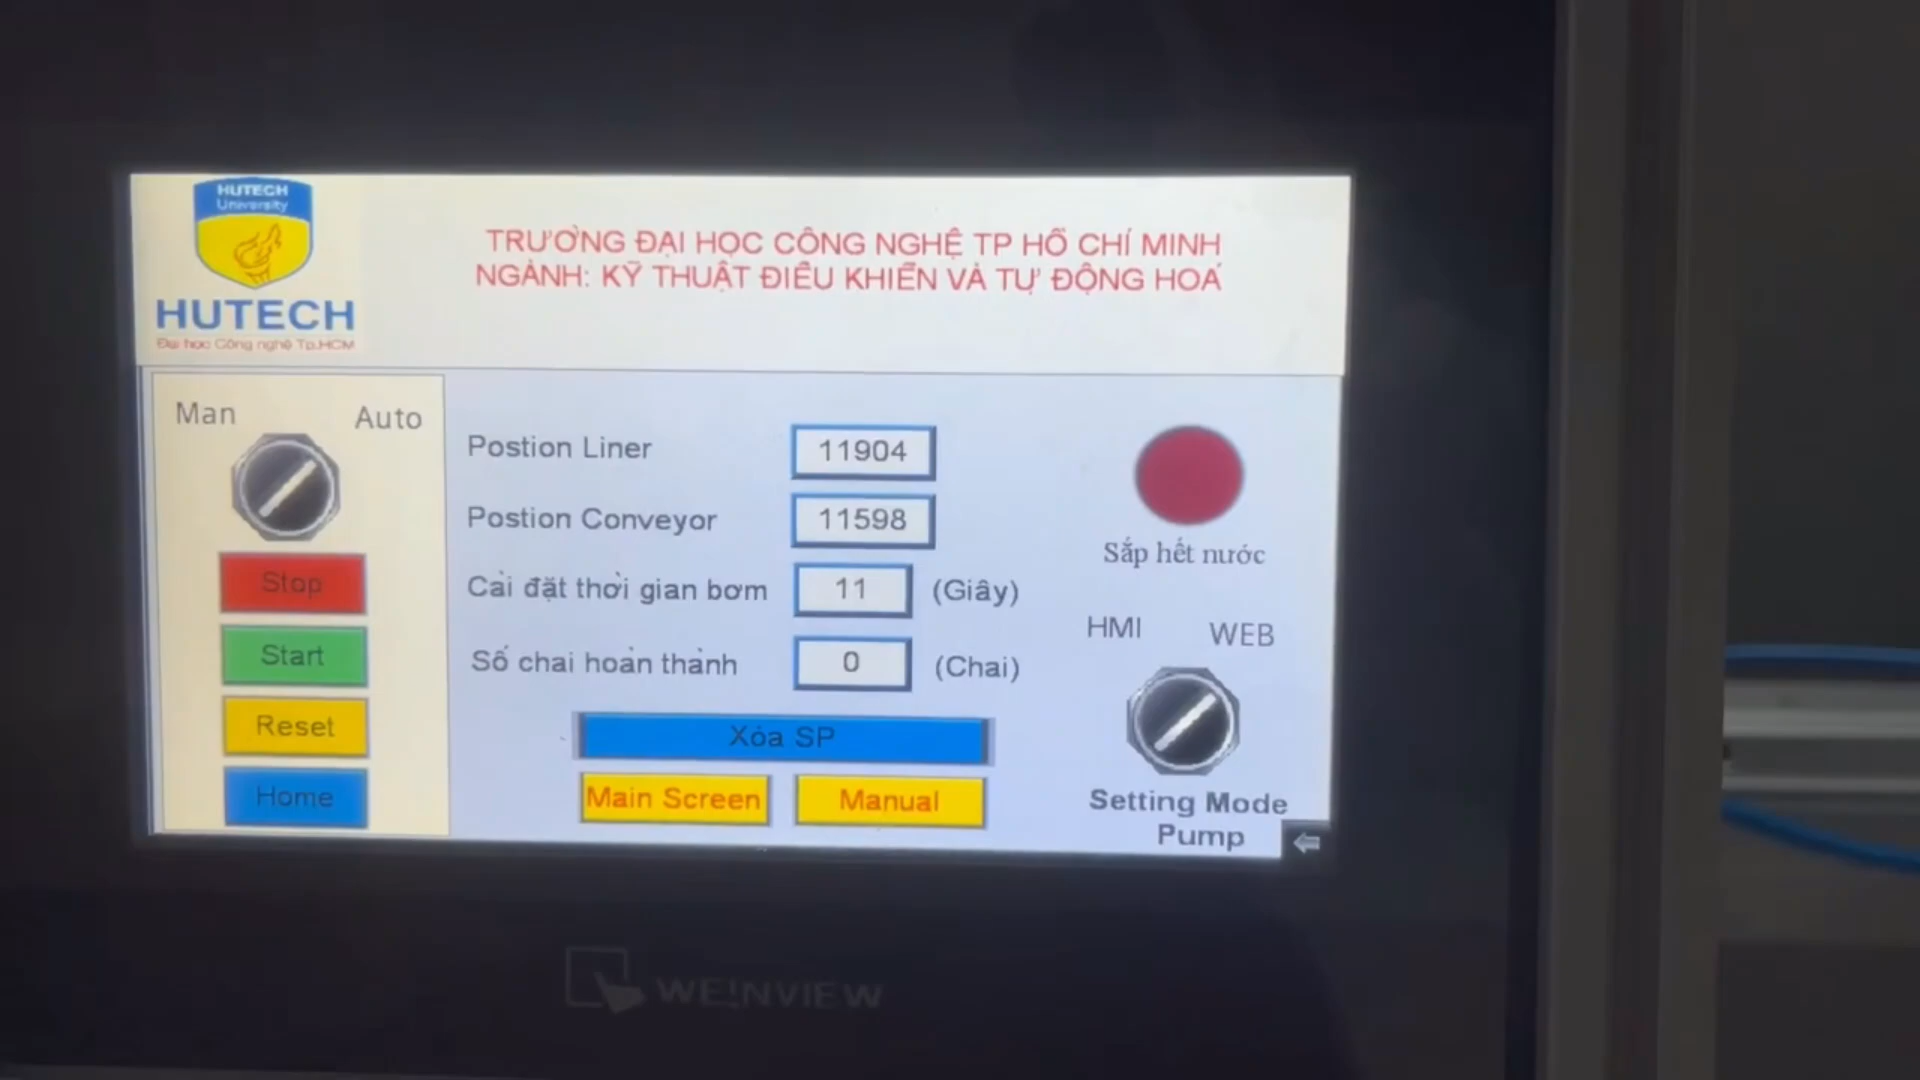 HUTECH
University
HUTECH
Đại học Công nghệ Tp.HCM
TRƯỜNG ĐẠI HỌC CÔNG NGHỆ TP HỒ CHÍ MINH
NGÀNH: KỸ THUẬT ĐIỀU KHIỂN VÀ TỰ ĐỘNG HOÁ
Man
Auto
Stop
Start
Reset
Home
Postion Liner
11904
Postion Conveyor
11598
Cài đặt thời gian bơm
11
(Giây)
Số chai hoàn thành
0
(Chai)
Xóa SP
Main Screen
Manual
Sắp hết nước
HMI
WEB
Setting Mode
Pump
WEINVIEW